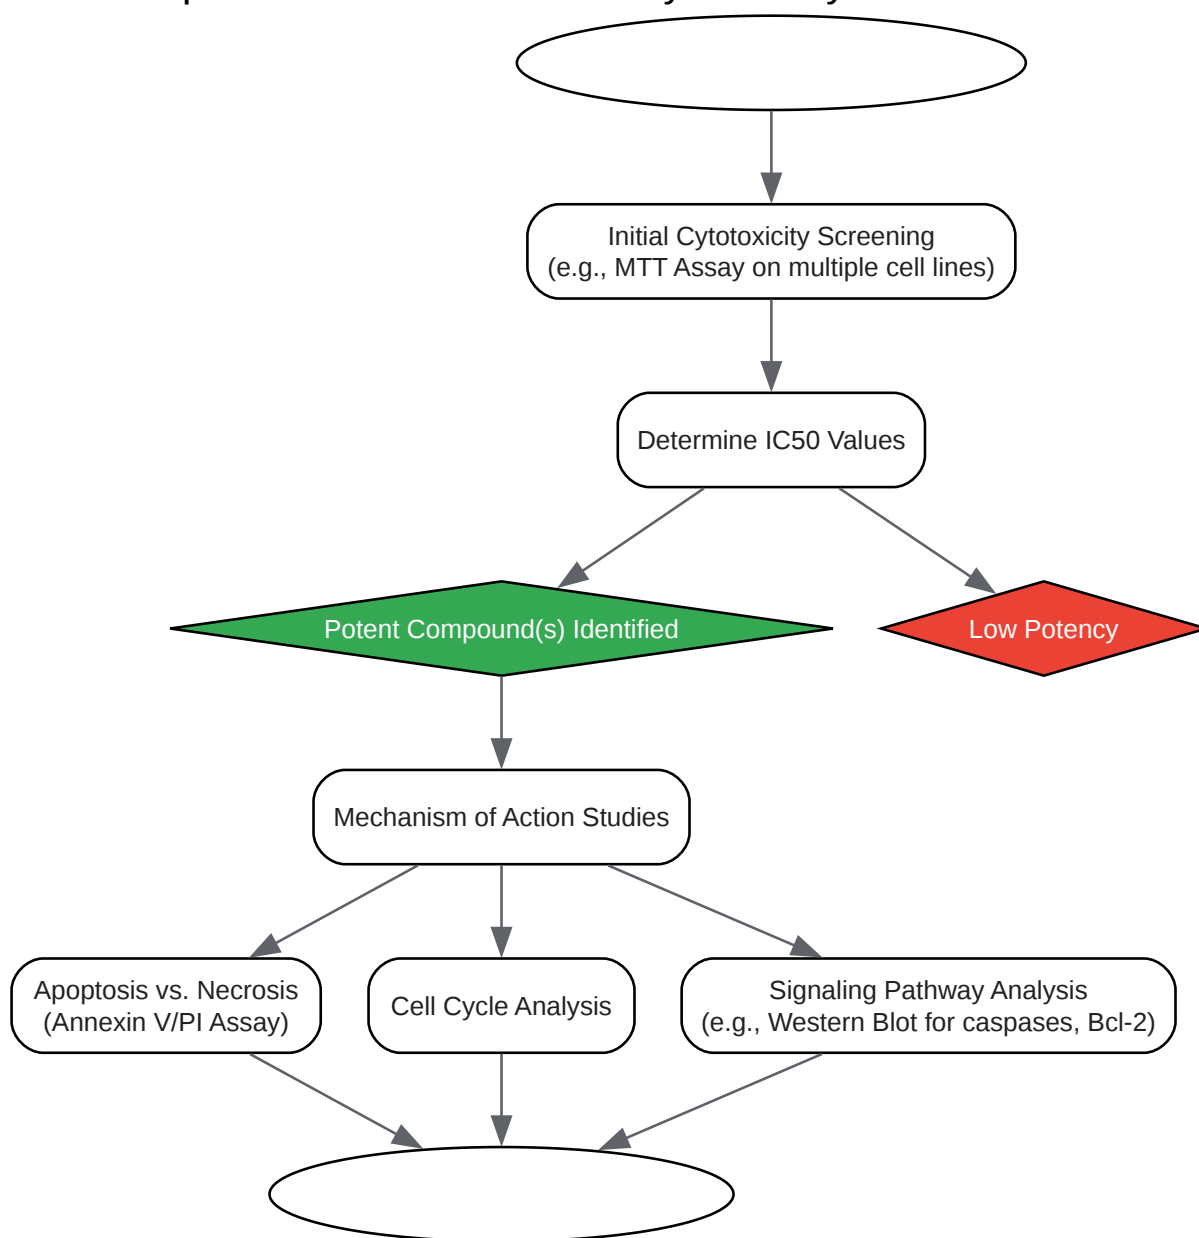 Initial Cytotoxicity Screening
(e.g., MTT Assay on multiple cell lines)
Determine IC50 Values
Potent Compound(s) Identified
Low Potency
Mechanism of Action Studies
Apoptosis vs. Necrosis
(Annexin V/PI Assay)
Cell Cycle Analysis
Signaling Pathway Analysis
(e.g., Western Blot for caspases, Bcl-2)